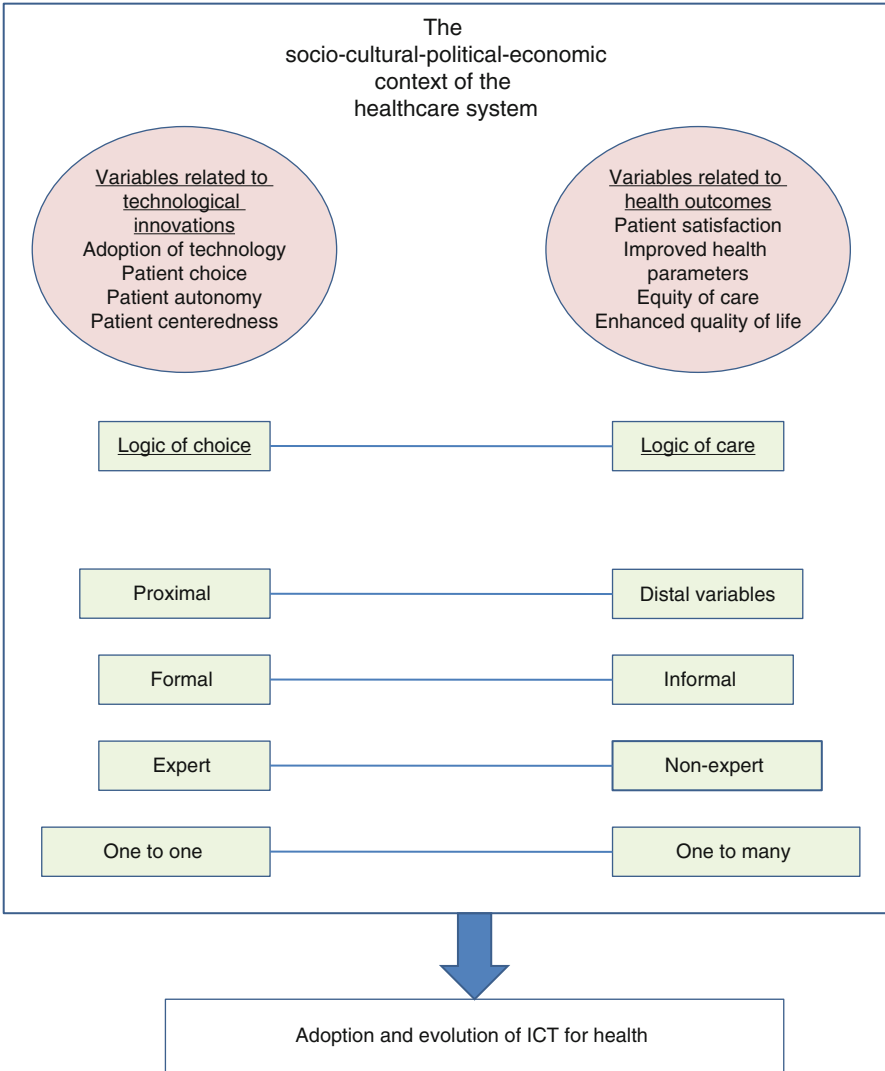 The
socio-cultural-political-economic
context of the
healthcare system
Variables related to
technological
innovations
Adoption of technology
Patient choice
Patient autonomy
Patient centeredness
Variables related to
health outcomes
Patient satisfaction
Improved health
parameters
Equity of care
Enhanced quality of life
Logic of choice
Logic of care
Proximal
Distal variables
Formal
Informal
Expert
Non-expert
One to one
One to many
Adoption and evolution of ICT for health